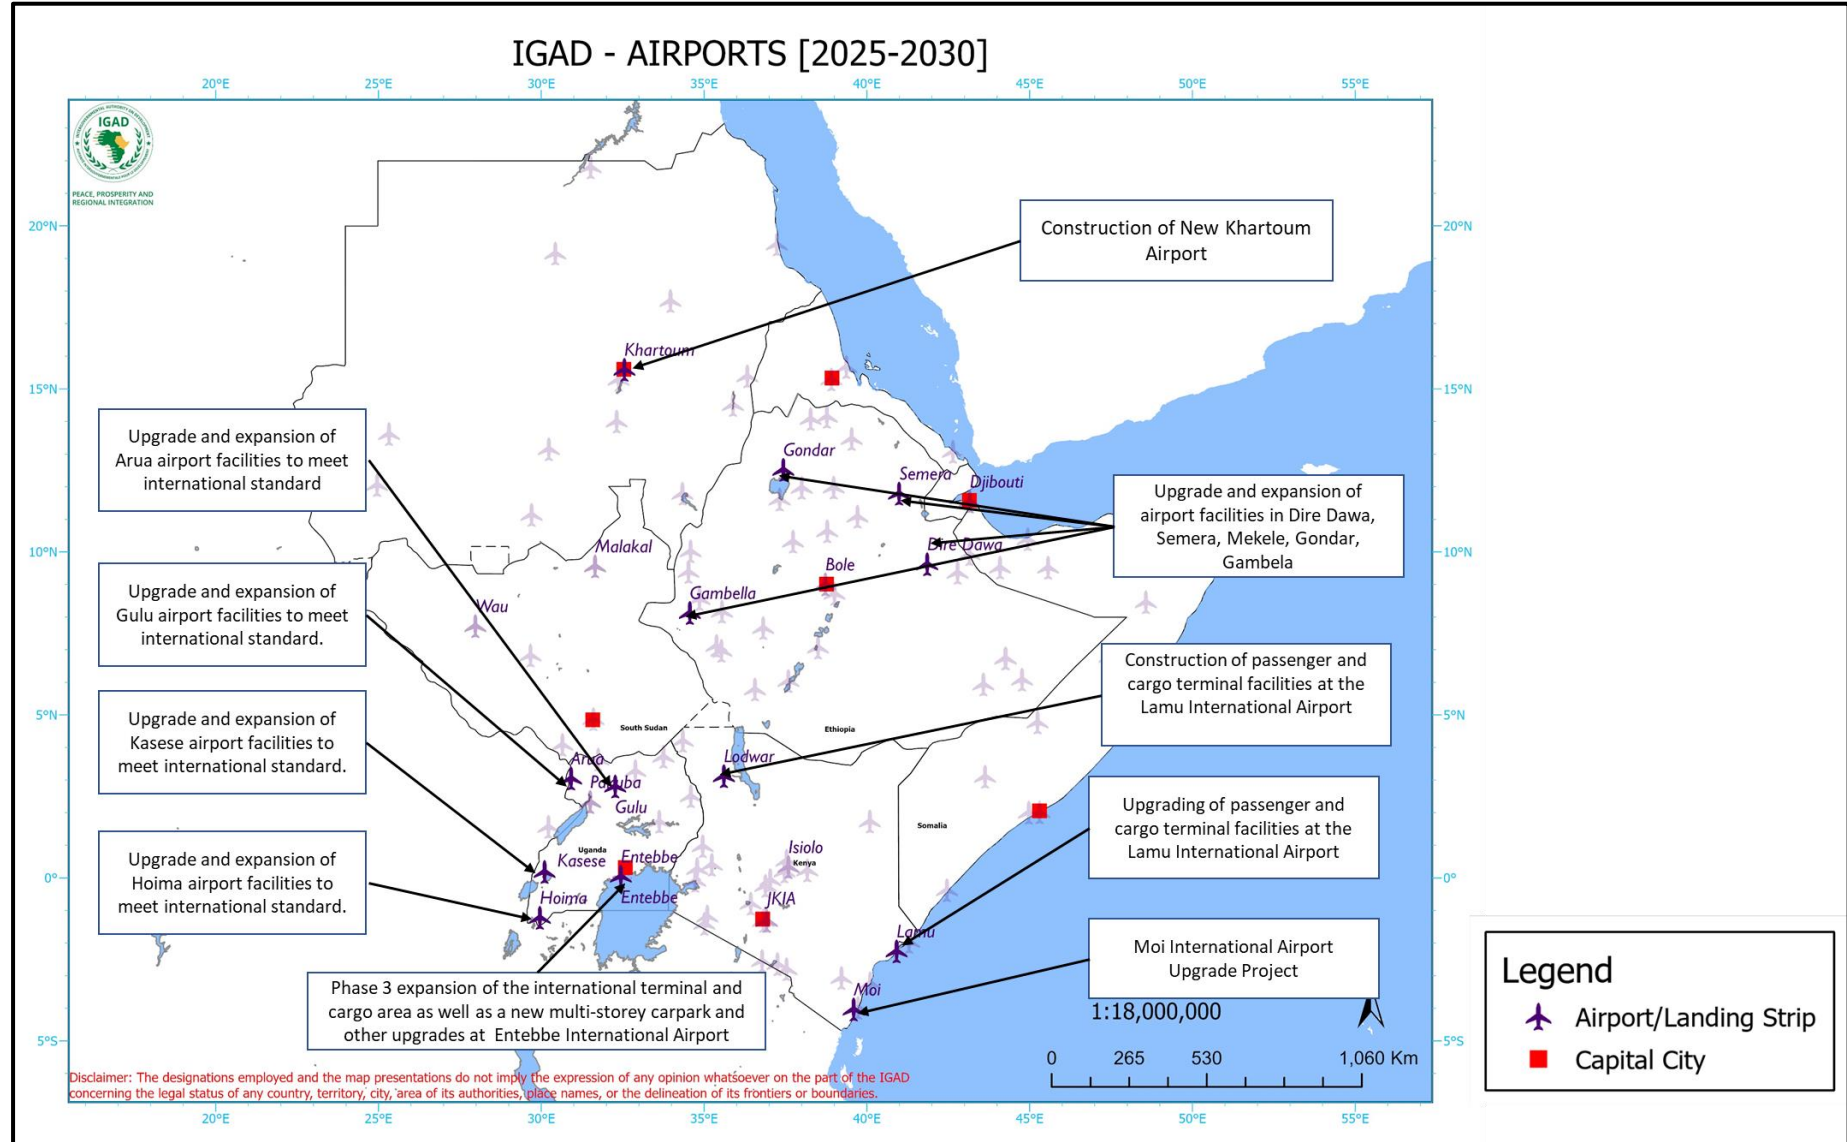 IGAD - AIRPORTS [2025-2030]
20°E 25°E 30°E 35°E 40°E 45°E 50°E 55°E
IGAD
PEACE, PROSPERITY AND
REGIONAL INTEGRATION
20°N
20°N
Construction of New Khartoum
Airport
Khartoum
15°N
15°N
Upgrade and expansion of
Arua airport facilities to meet
international standard
Gondar
Semera
Djibouti
Upgrade and expansion of
airport facilities in Dire Dawa,
Semera, Mekele, Gondar,
Gambela
10°N
10°N
Malakal
Dire Dawa
Bole
Gambella
Wau
Upgrade and expansion of
Gulu airport facilities to meet
international standard.
Construction of passenger and
cargo terminal facilities at the
Lamu International Airport
5°N
5°N
South Sudan
Ethiopia
Upgrade and expansion of
Kasese airport facilities to
meet international standard.
Lodwar
Arua
Pakuba
Gulu
Upgrading of passenger and
cargo terminal facilities at the
Lamu International Airport
Somalia
Uganda
Kasese
Entebbe
Isiolo
Kenya
0°
0°
Upgrade and expansion of
Hoima airport facilities to
meet international standard.
Hoima
Entebbe
JKIA
Lamu
Moi International Airport
Upgrade Project
Moi
Phase 3 expansion of the international terminal and
cargo area as well as a new multi-storey carpark and
other upgrades at Entebbe International Airport
1:18,000,000
5°S
5°S
0 265 530 1,060 Km
Disclaimer: The designations employed and the map presentations do not imply the expression of any opinion whatsoever on the part of the IGAD
concerning the legal status of any country, territory, city, area of its authorities, place names, or the delineation of its frontiers or boundaries.
20°E 25°E 30°E 35°E 40°E 45°E 50°E 55°E
Legend
Airport/Landing Strip
Capital City